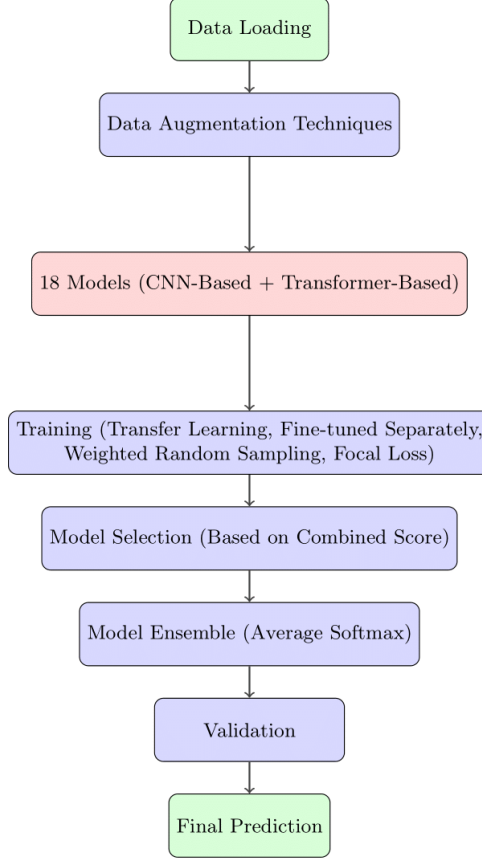 Data Loading
Data Augmentation Techniques
18 Models (CNN-Based + Transformer-Based)
Training (Transfer Learning, Fine-tuned Separately,
Weighted Random Sampling, Focal Loss)
Model Selection (Based on Combined Score)
Model Ensemble (Average Softmax)
Validation
Final Prediction